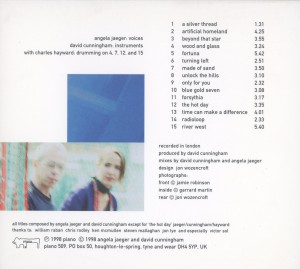 angela jaeger: voices
david cunningham: instruments
with charles hayward: drumming on 4, 7, 12, and 15
1 a silver thread 1.31
2 artificial homeland 4.25
3 beyond that star 3.55
4 wood and glass 3.24
5 fortuna 5.42
6 turning left 2.51
7 made of sand 3.50
8 unlock the hills 3.10
9 only for you 2.32
10 blue gold seven 3.08
11 forsythia 3.17
12 the hot day 3.35
13 time can make a difference 4.01
14 radioloop 2.33
15 river west 5.40
recorded in london
produced by david cunningham
mixes by david cunningham and angela jaeger
design jon wozencroft
photographs:
front jamie robinson
inside gerrard martin
rear jon wozencroft
all titles composed by angela jaeger and david cunningham except for 'the hot day' jaeger/cunningham/hayward
thanks to: william raban chris rodley ken mcmullen steven mallaghan jon tye and especially victor sol
piano
℗ 1998 piano © 1998 angela jaeger and david cunningham
piano 509. PO BOX 50, houghton-le-spring, tyne and wear DH4 5YP, UK